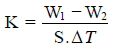 K = (W₁ − W₂) / (S.ΔT)